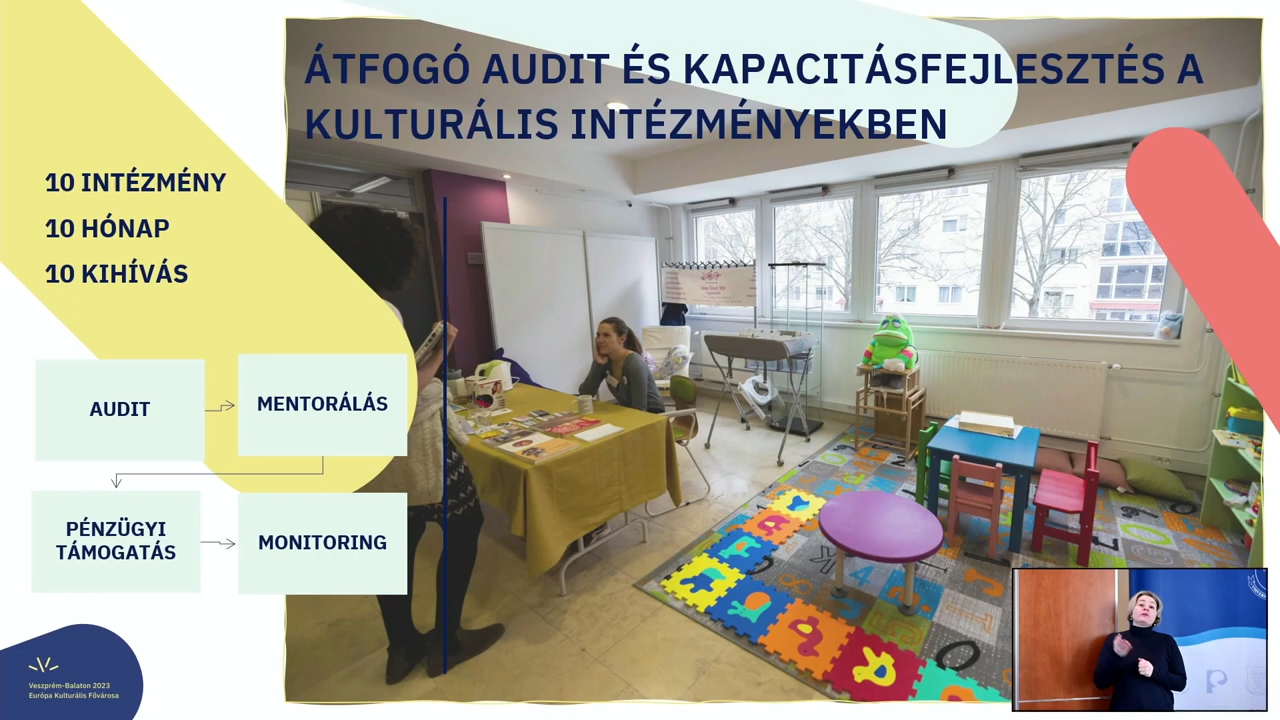 ÁTFOGÓ AUDIT ÉS KAPACITÁSFEJLESZTÉS A
KULTURÁLIS INTÉZMÉNYEKBEN
10 INTÉZMÉNY
10 HÓNAP
10 KIHÍVÁS
AUDIT
MENTORÁLÁS
PÉNZÜGYI
TÁMOGATÁS
MONITORING
Veszprém-Balaton 2023
Európa Kulturális Fővárosa